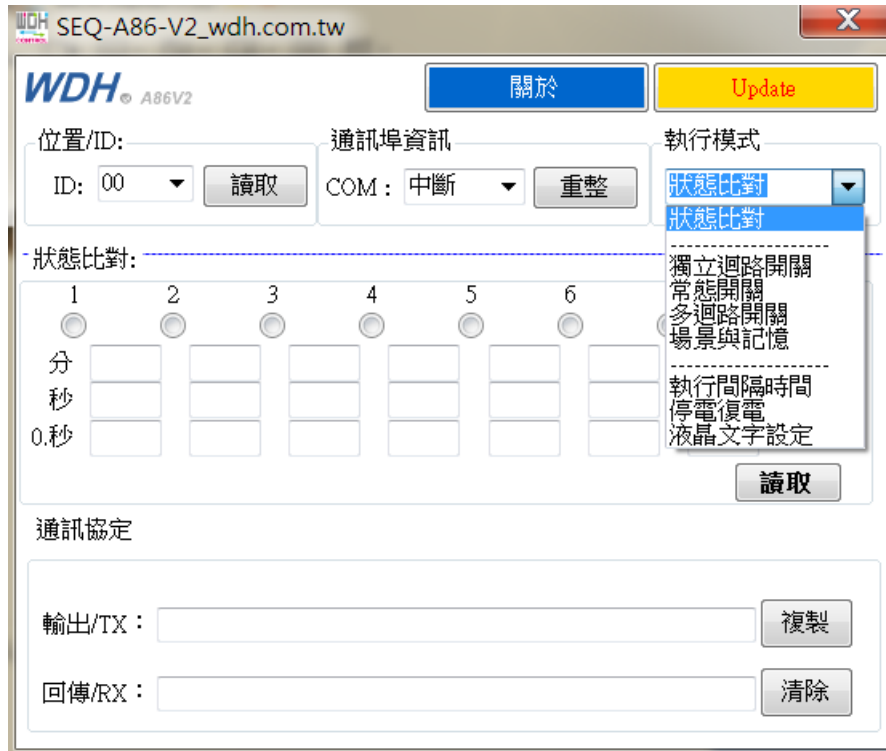 WDH CONTROL SEQ-A86-V2_wdh.com.tw X
WDH® A86V2 關於 Update
位置/ID: 通訊埠資訊 執行模式
ID: 00 讀取 COM： 中斷 重整 狀態比對
狀態比對
-------------------
獨立迴路開關
常態開關
多迴路開關
場景與記憶
-------------------
執行間隔時間
停電復電
液晶文字設定
狀態比對:
1 2 3 4 5 6
分
秒
0.秒
讀取
通訊協定
輸出/TX： 複製
回傳/RX： 清除